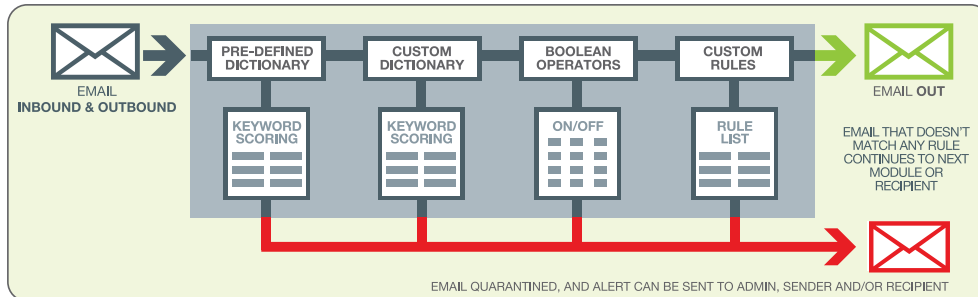 EMAIL
INBOUND & OUTBOUND
PRE-DEFINED
DICTIONARY
CUSTOM
DICTIONARY
BOOLEAN
OPERATORS
CUSTOM
RULES
KEYWORD
SCORING
KEYWORD
SCORING
ON/OFF
RULE
LIST
EMAIL OUT
EMAIL THAT DOESN'T
MATCH ANY RULE
CONTINUES TO NEXT
MODULE OR
RECIPIENT
EMAIL QUARANTINED, AND ALERT CAN BE SENT TO ADMIN, SENDER AND/OR RECIPIENT